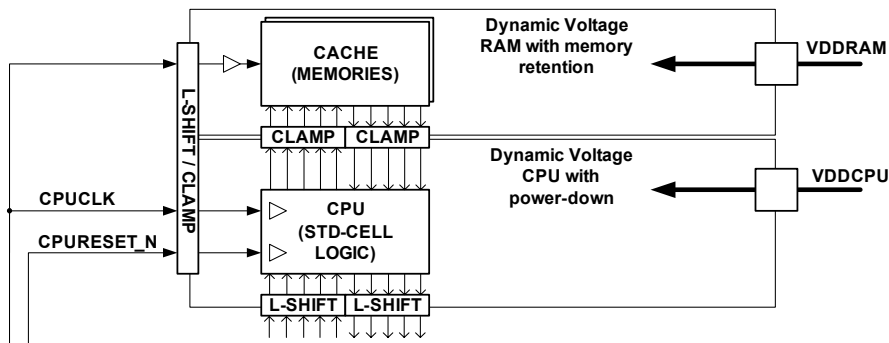 Dynamic Voltage
RAM with memory
retention
VDDRAM
CACHE
(MEMORIES)
L-SHIFT / CLAMP
CLAMP CLAMP
Dynamic Voltage
CPU with
power-down
VDDCPU
CPUCLK
CPU
(STD-CELL
LOGIC)
CPURESET_N
L-SHIFT L-SHIFT